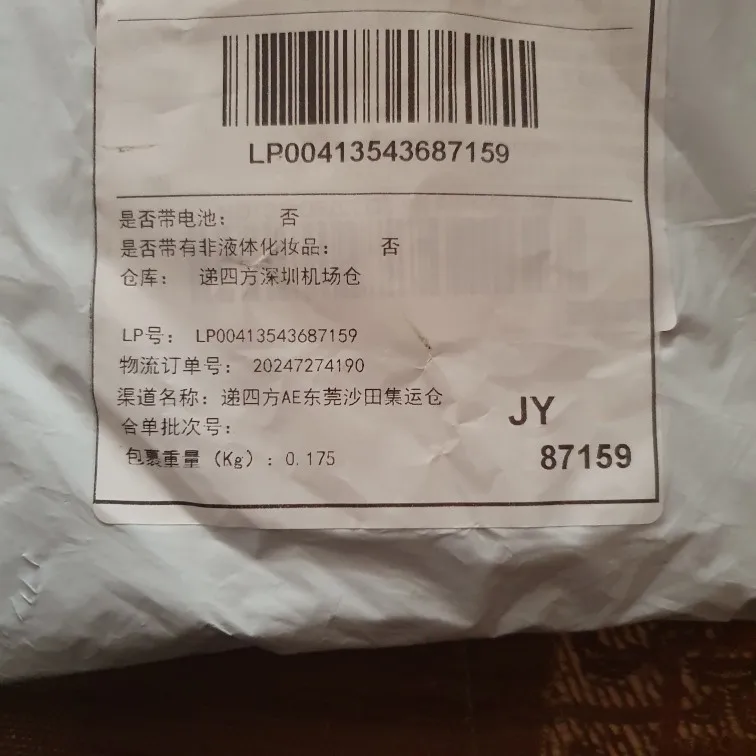 LP00413543687159
是否带电池： 否
是否带有非液体化妆品： 否
仓库： 递四方深圳机场仓
LP号： LP00413543687159
物流订单号： 20247274190
渠道名称：递四方AE东莞沙田集运仓
合单批次号：
JY
包裹重量（Kg）：0.175
87159